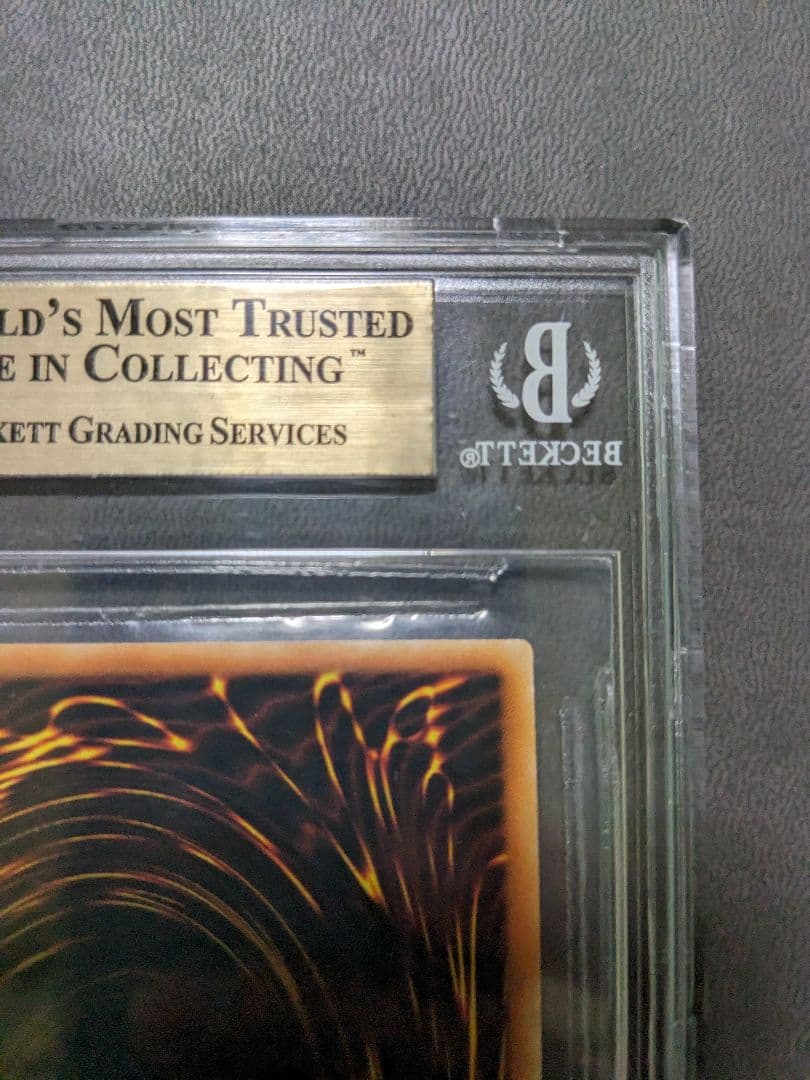 LD'S MOST TRUSTED
E IN COLLECTING™
KETT GRADING SERVICES
B
BECKETT®